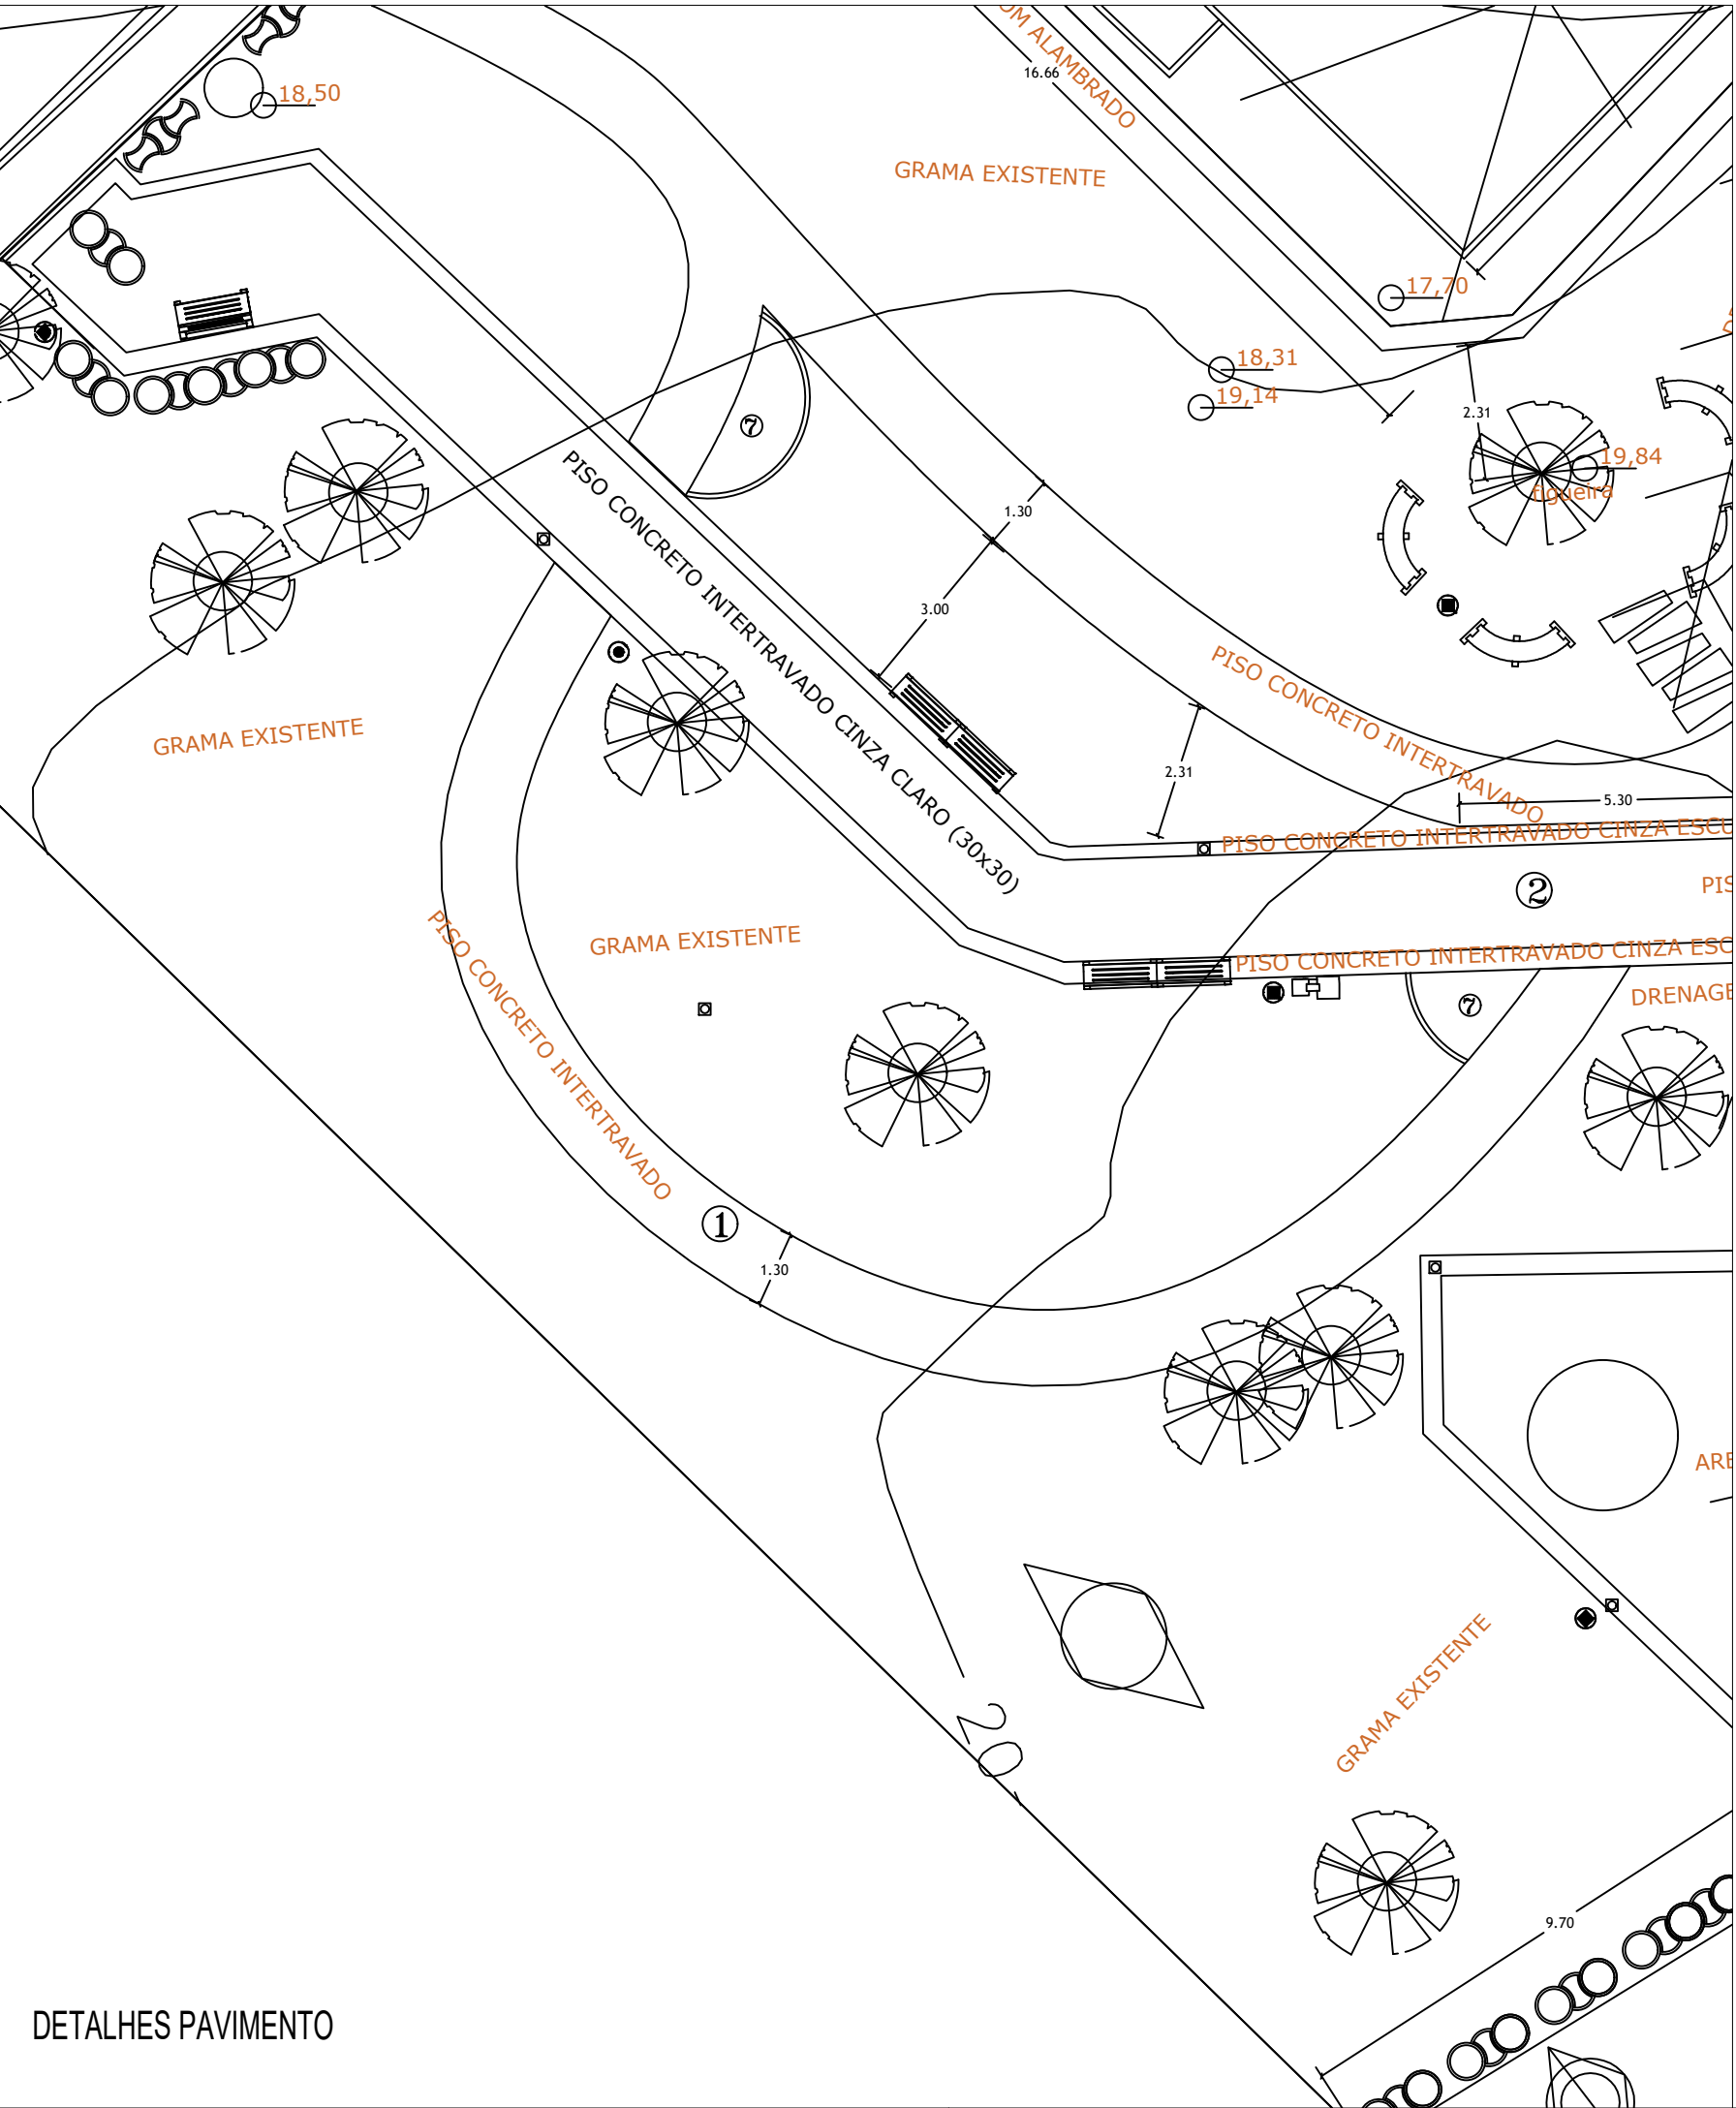 OM ALAMBRADO
16.66
18,50
GRAMA EXISTENTE
17,70
18,31
19,14
2.31
19,84
figueira
7
PISO CONCRETO INTERTRAVADO CINZA CLARO (30x30)
1.30
3.00
PISO CONCRETO INTERTRAVADO
GRAMA EXISTENTE
2.31
5.30
PISO CONCRETO INTERTRAVADO CINZA ESCU
2
PIS
GRAMA EXISTENTE
PISO CONCRETO INTERTRAVADO
PISO CONCRETO INTERTRAVADO CINZA ESC
7
DRENAGE
1
1.30
ARE
GRAMA EXISTENTE
20
9.70
DETALHES PAVIMENTO